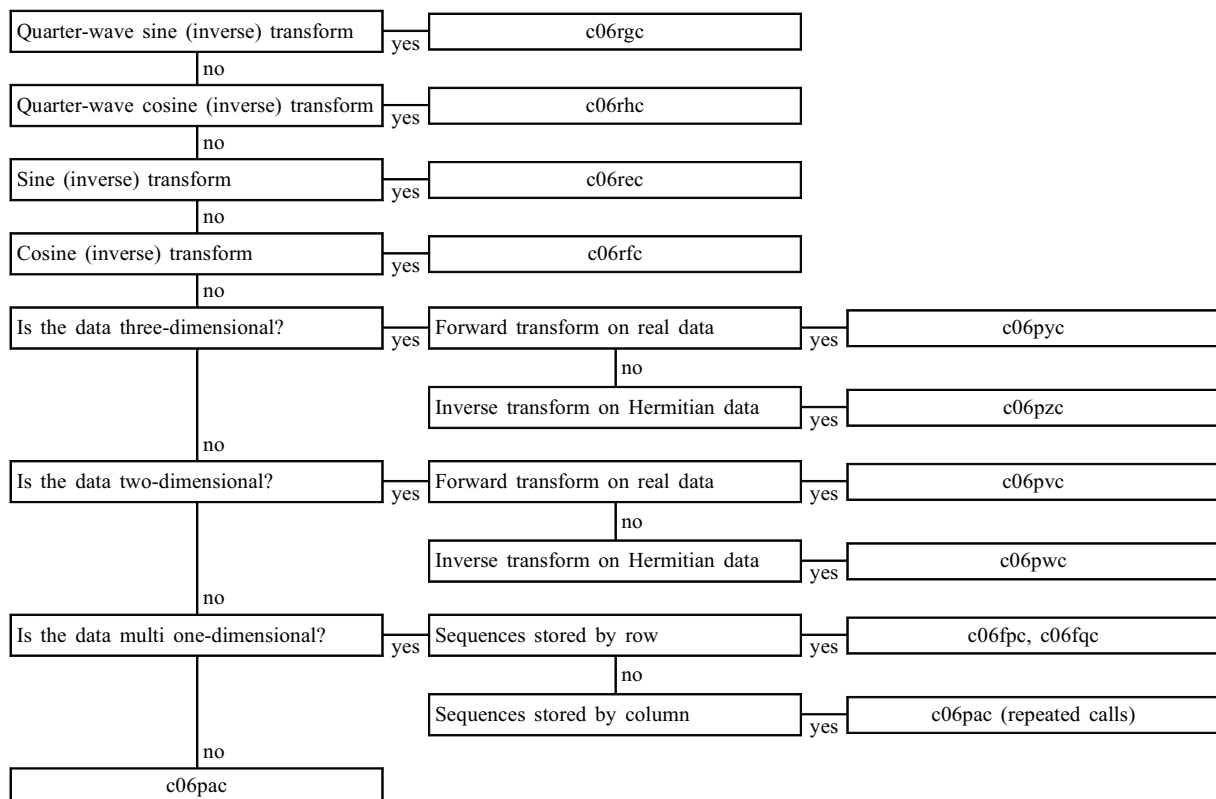 Quarter-wave sine (inverse) transform
yes
c06rgc
no
Quarter-wave cosine (inverse) transform
yes
c06rhc
no
Sine (inverse) transform
yes
c06rec
no
Cosine (inverse) transform
yes
c06rfc
no
Is the data three-dimensional?
yes
Forward transform on real data
yes
c06pyc
no
Inverse transform on Hermitian data
yes
c06pzc
no
Is the data two-dimensional?
yes
Forward transform on real data
yes
c06pvc
no
Inverse transform on Hermitian data
yes
c06pwc
no
Is the data multi one-dimensional?
yes
Sequences stored by row
yes
c06fpc, c06fqc
no
Sequences stored by column
yes
c06pac (repeated calls)
no
c06pac